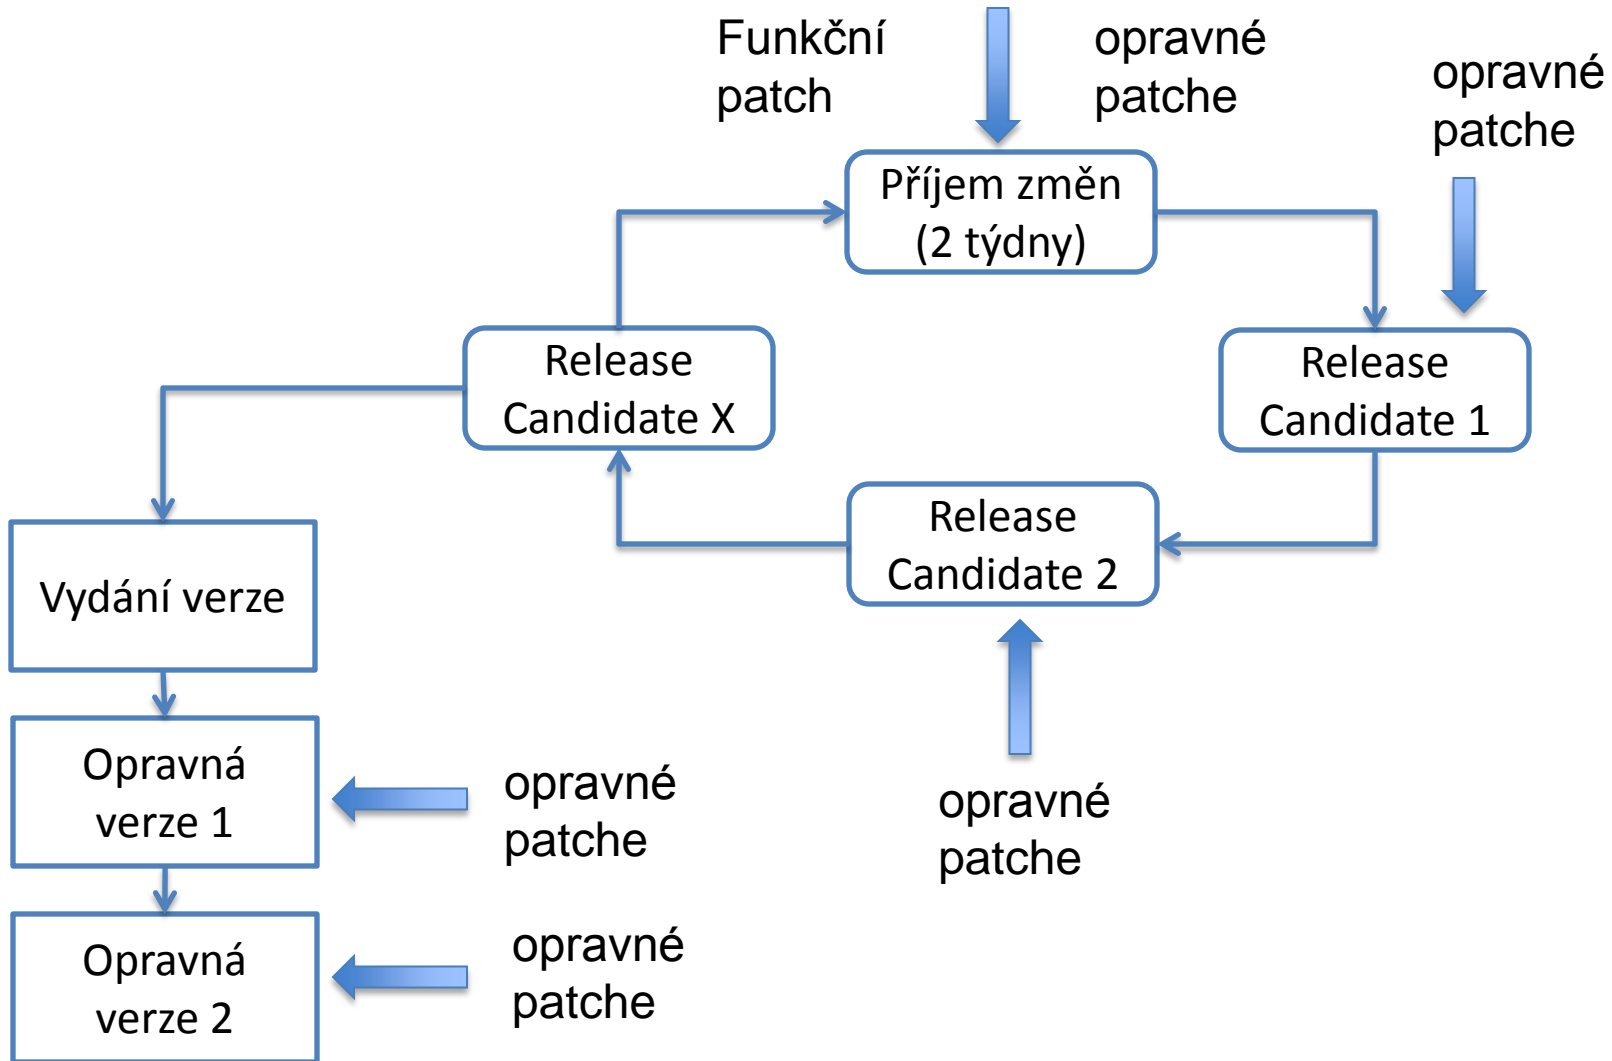 Funkční
patch
opravné
patche
opravné
patche
Příjem změn
(2 týdny)
Release
Candidate X
Release
Candidate 1
Release
Candidate 2
Vydání verze
Opravná
verze 1
opravné
patche
opravné
patche
Opravná
verze 2
opravné
patche